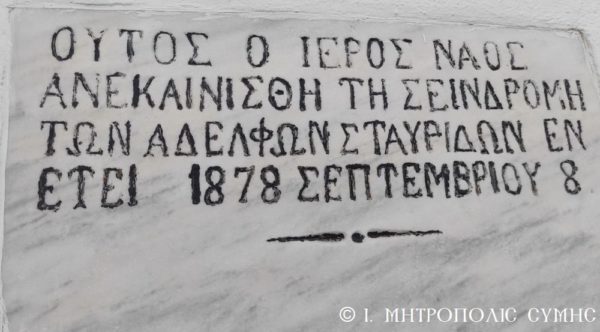 ΟΥΤΟΣ Ο ΙΕΡΟΣ ΝΑΟΣ
ΑΝΕΚΑΙΝΙΣΘΗ ΤΗ ΣΕΙΝΔΡΟΜΗ
ΤΩΝ ΑΔΕΛΦΩΝ ΣΤΑΥΡΙΔΩΝ ΕΝ
ΕΤΕΙ 1878 ΣΕΠΤΕΜΒΡΙΟΥ 8
© Ι. ΜΗΤΡΟΠΟΛΙΣ ΣΥΜΗΣ